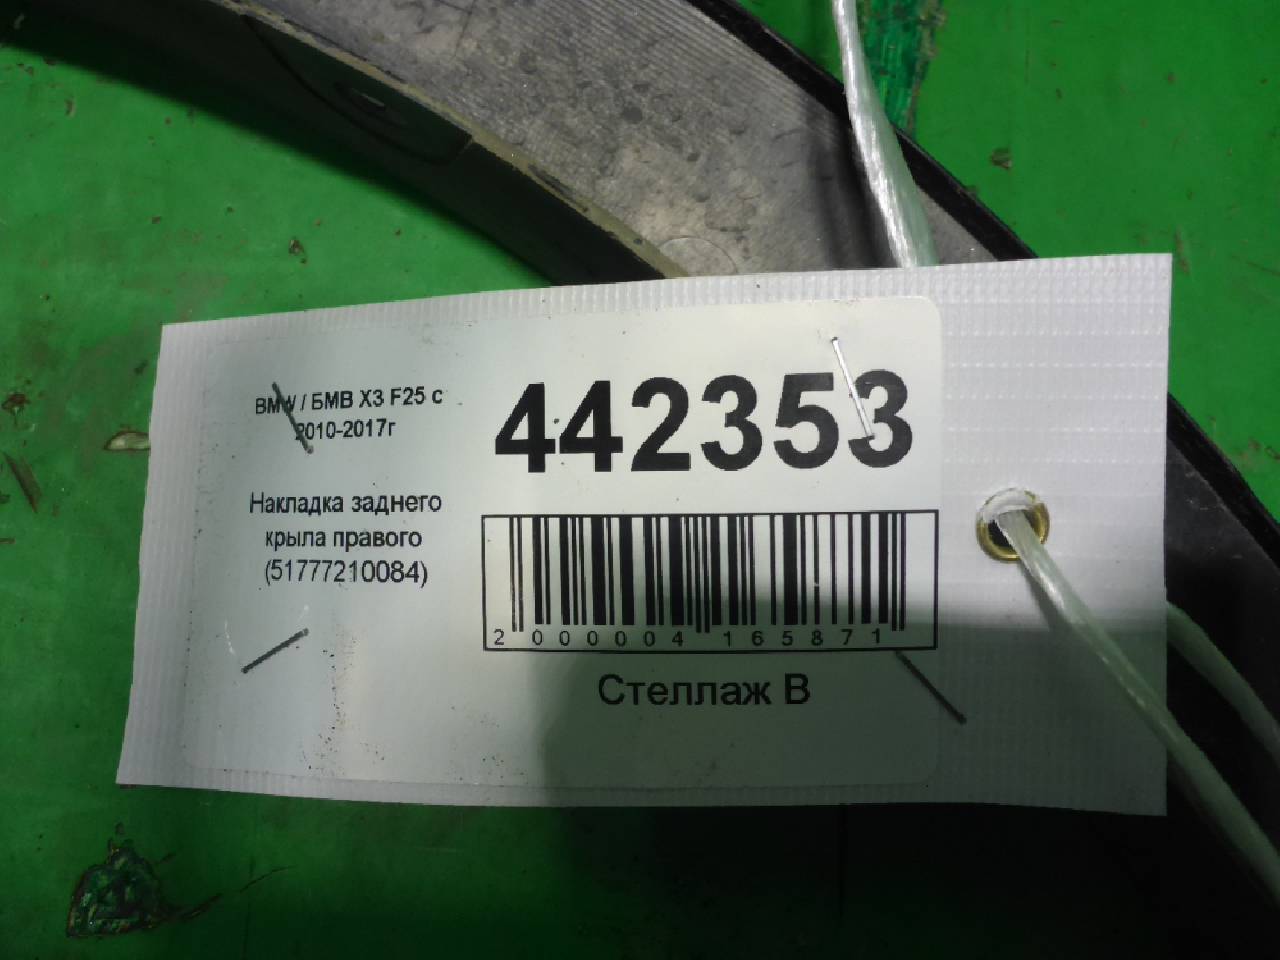 BMW / БМВ X3 F25 с
2010-2017г
Накладка заднего
крыла правого
(51777210084)
442353
2 000004 165871
Стеллаж В